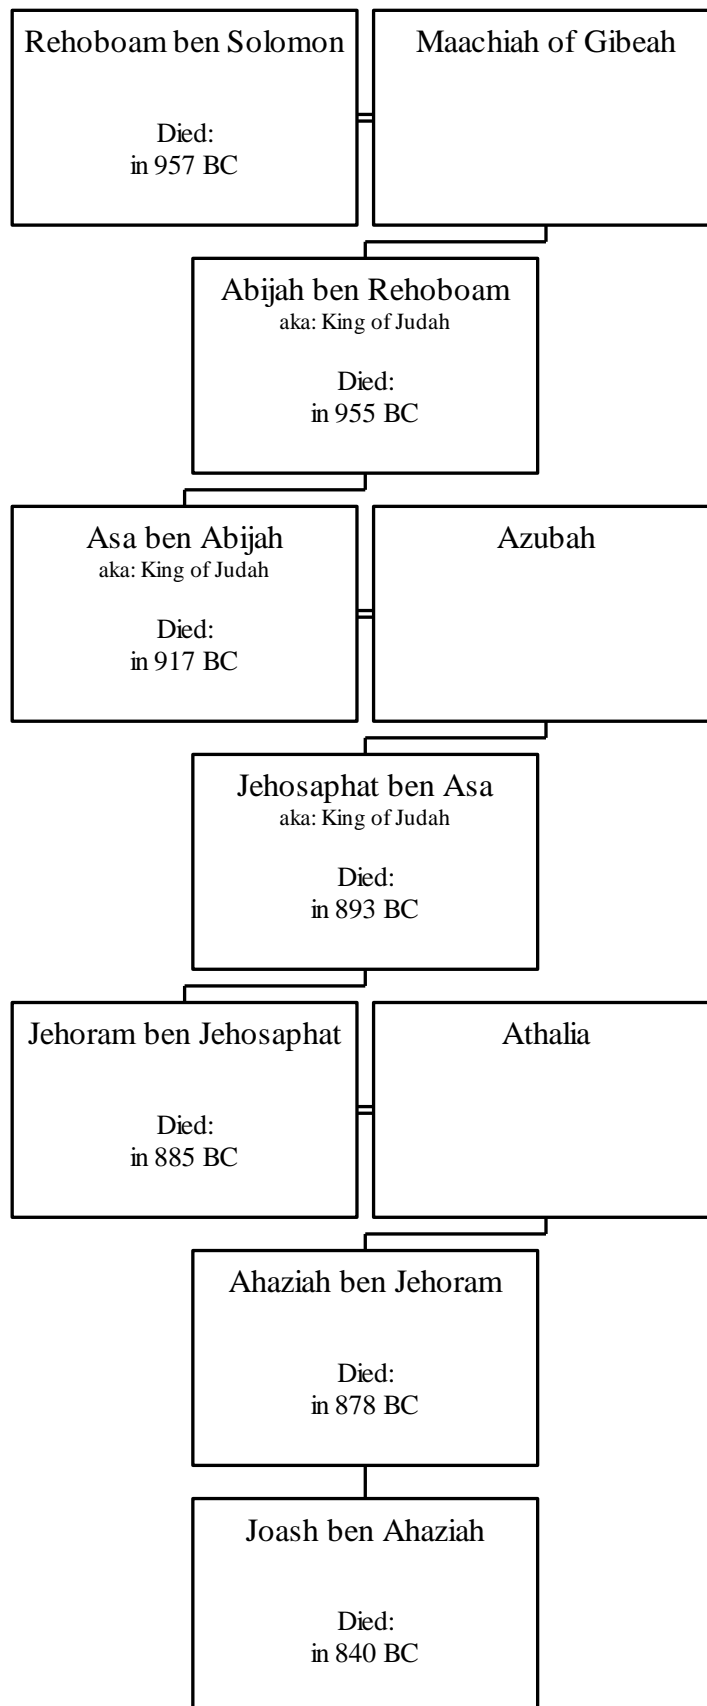 Rehoboam ben Solomon
Died:
in 957 BC
Maachiah of Gibeah
Abijah ben Rehoboam
aka: King of Judah
Died:
in 955 BC
Asa ben Abijah
aka: King of Judah
Died:
in 917 BC
Azubah
Jehosaphat ben Asa
aka: King of Judah
Died:
in 893 BC
Jehoram ben Jehosaphat
Died:
in 885 BC
Athalia
Ahaziah ben Jehoram
Died:
in 878 BC
Joash ben Ahaziah
Died:
in 840 BC